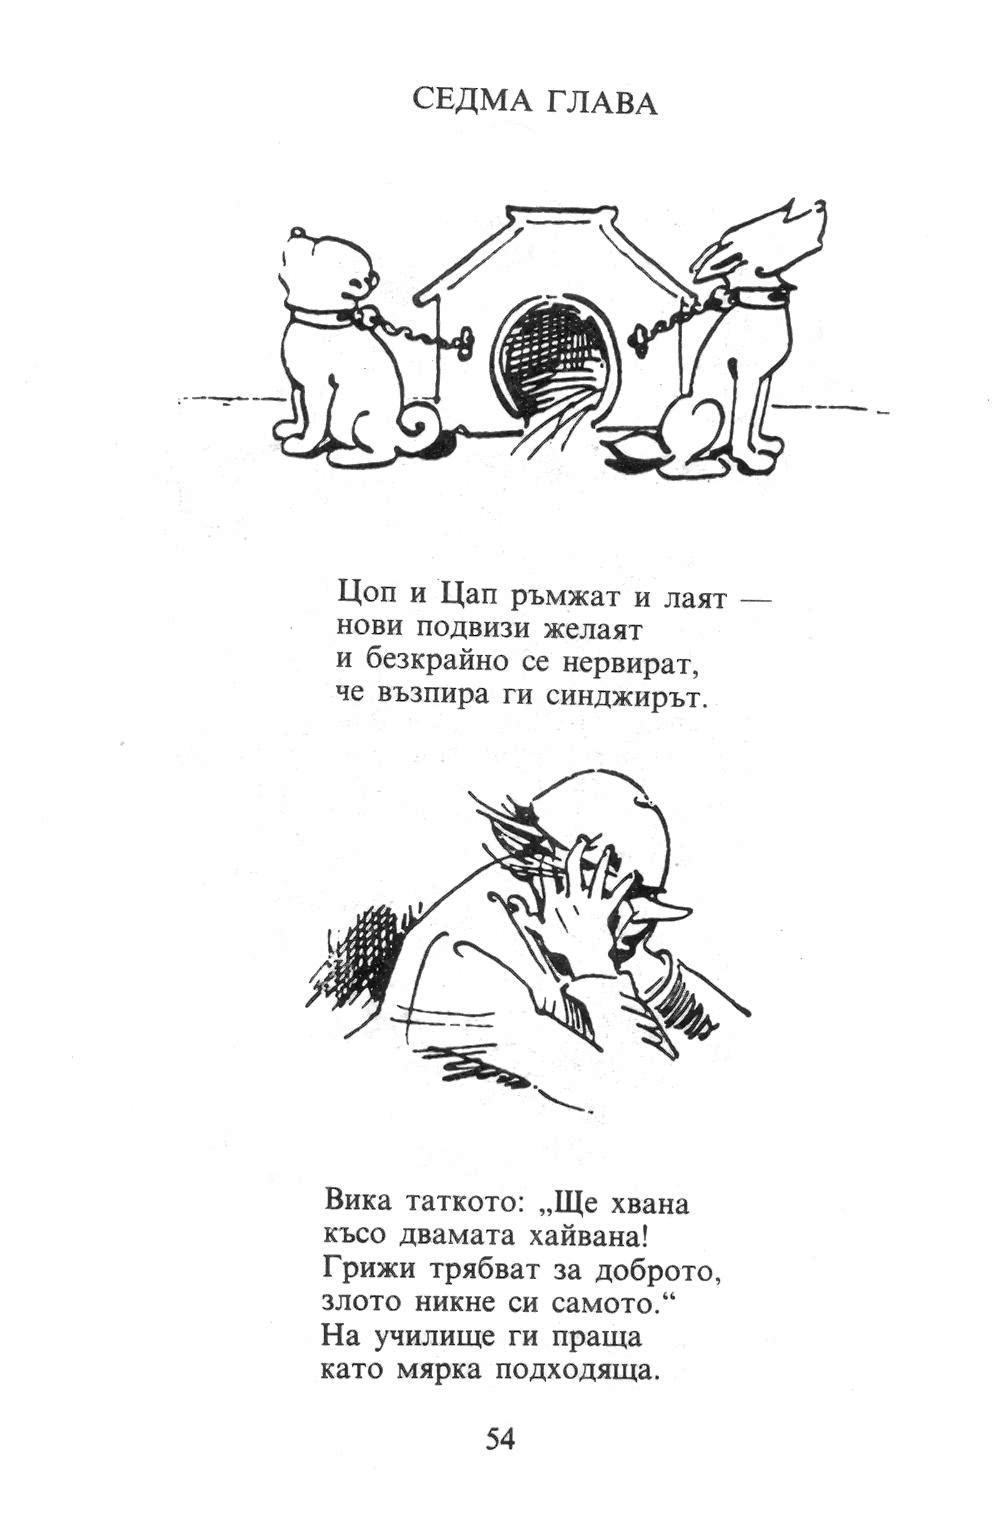 СЕДМА ГЛАВА
Цоп и Цап ръмжат и лаят —
нови подвизи желаят
и безкрайно се нервират,
че възпира ги синджирът.
Вика таткото: „Ще хвана
късо двамата хайвана!
Грижи трябват за доброто,
злото никне си самото.“
На училище ги праща
като мярка подходяща.
54